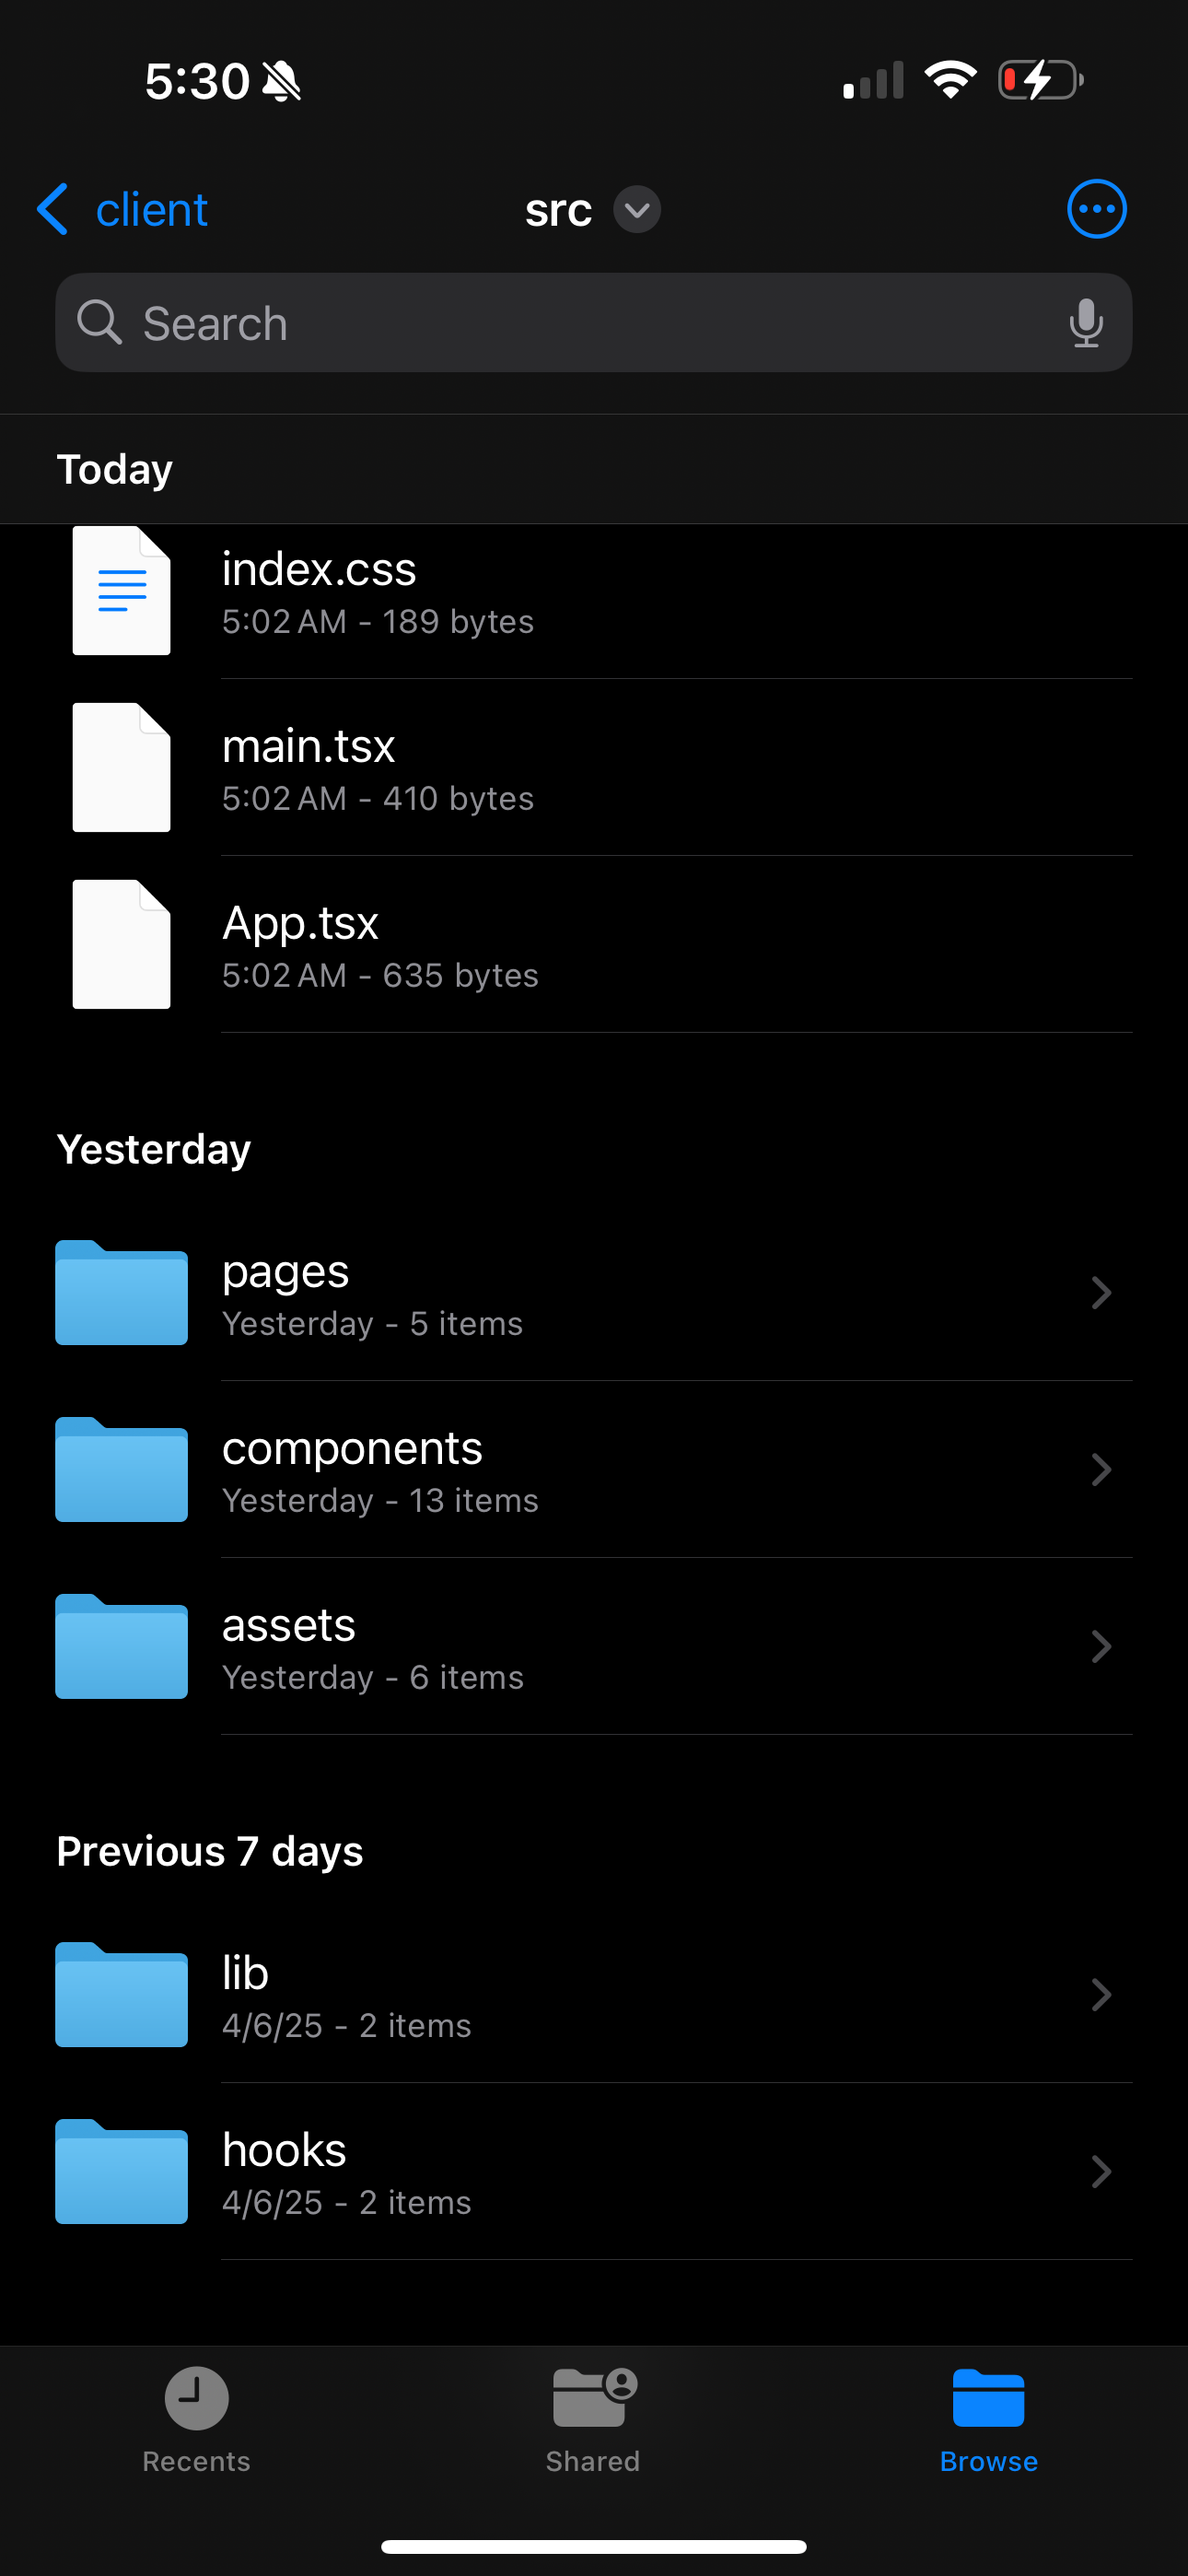 5:30
client
src
Search
Today
index.css
5:02 AM - 189 bytes
main.tsx
5:02 AM - 410 bytes
App.tsx
5:02 AM - 635 bytes
Yesterday
pages
Yesterday - 5 items
components
Yesterday - 13 items
assets
Yesterday - 6 items
Previous 7 days
lib
4/6/25 - 2 items
hooks
4/6/25 - 2 items
Recents
Shared
Browse